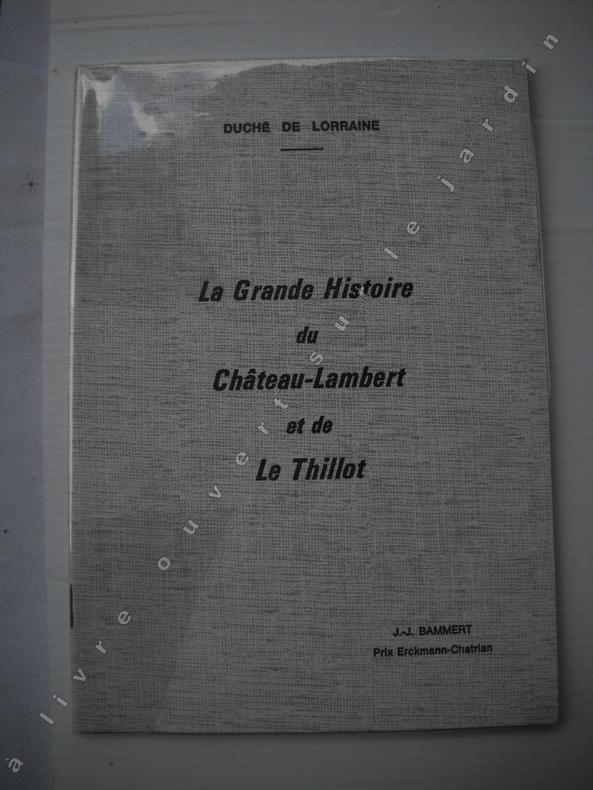 DUCHÉ DE LORRAINE
La Grande Histoire
du
Château-Lambert
et de
Le Thillot
J.-J. BAMMERT
Prix Erckmann-Chatrian
à livre ouvert sur le jardin